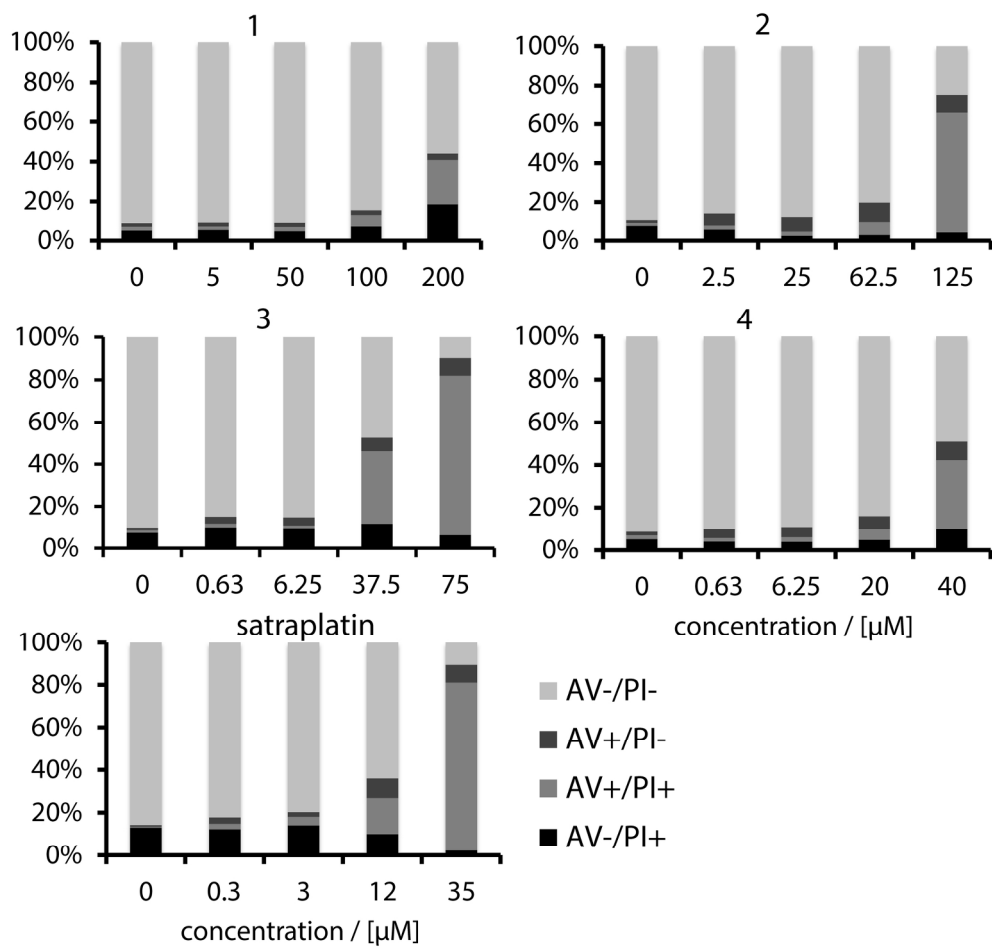 1
100%
80%
60%
40%
20%
0%
0 5 50 100 200
2
100%
80%
60%
40%
20%
0%
0 2.5 25 62.5 125
3
100%
80%
60%
40%
20%
0%
0 0.63 6.25 37.5 75
4
100%
80%
60%
40%
20%
0%
0 0.63 6.25 20 40
concentration / [µM]
satraplatin
100%
80%
60%
40%
20%
0%
0 0.3 3 12 35
concentration / [µM]
AV-/PI-
AV+/PI-
AV+/PI+
AV-/PI+